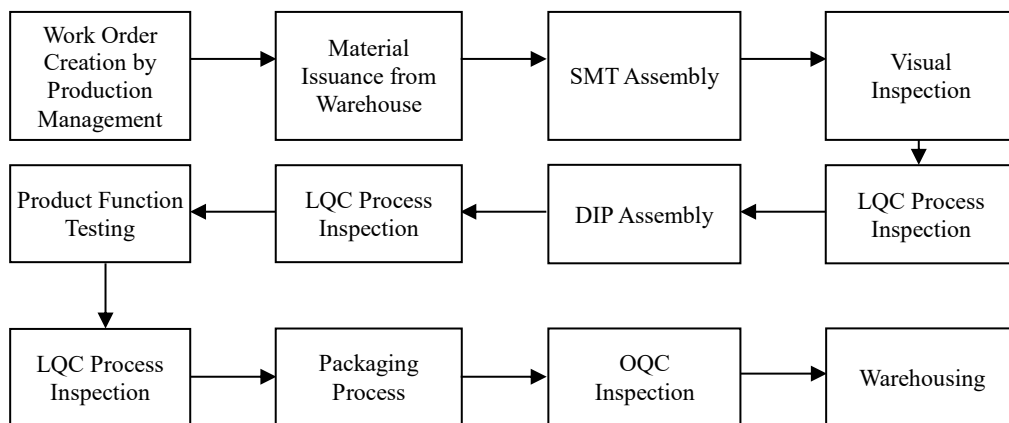 Work Order
Creation by
Production
Management
Material
Issuance from
Warehouse
SMT Assembly
Visual
Inspection
LQC Process
Inspection
DIP Assembly
LQC Process
Inspection
Product Function
Testing
LQC Process
Inspection
Packaging
Process
OQC
Inspection
Warehousing